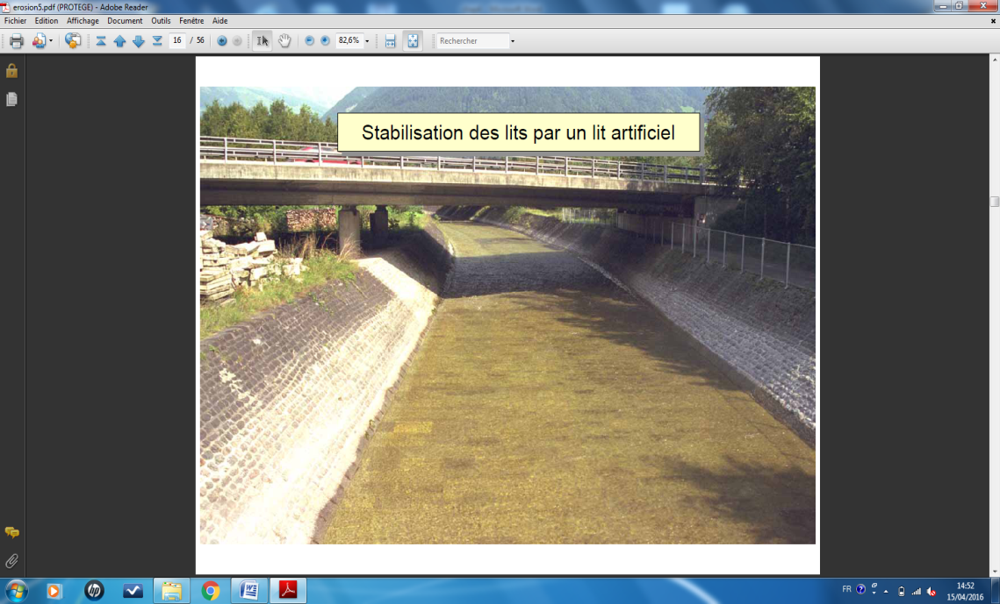 erosion5.pdf (PROTEGE) - Adobe Reader
Fichier Edition Affichage Document Outils Fenêtre Aide
16 / 56 82,6% Rechercher
Stabilisation des lits par un lit artificiel
FR 14:52
15/04/2016